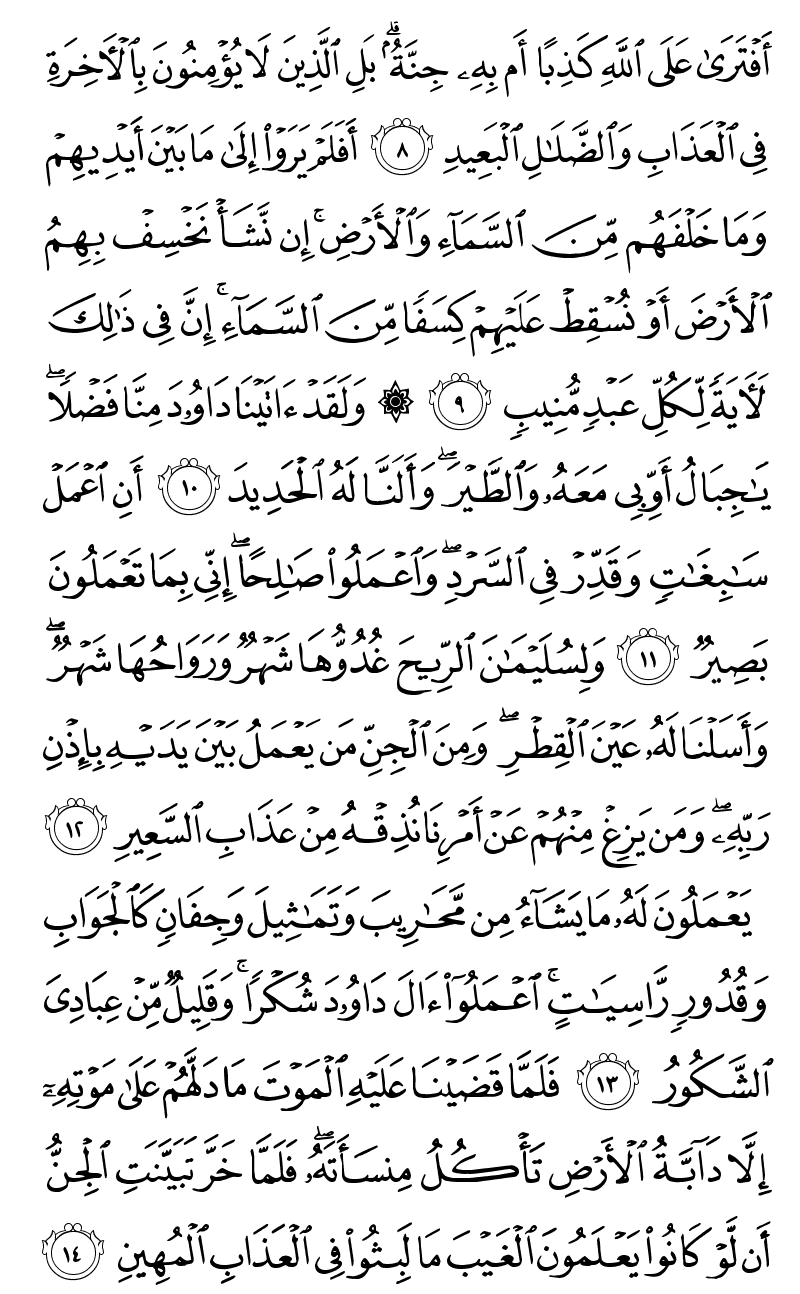 أَفْتَرَىٰ عَلَى ٱللَّهِ كَذِبًا أَم بِهِۦ جِنَّةُۢۗ بَلِ ٱلَّذِينَ لَا يُؤْمِنُونَ بِٱلْأَخِرَةِ
فِى ٱلْعَذَابِ وَٱلضَّلَٰلِ ٱلْبَعِيدِ ٨ أَفَلَمْ يَرَوْا۟ إِلَىٰ مَا بَيْنَ أَيْدِيهِمْ
وَمَا خَلْفَهُم مِّنَ ٱلسَّمَآءِ وَٱلْأَرْضِۚ إِن نَّشَأْ نَخْسِفْ بِهِمُ
ٱلْأَرْضَ أَوْ نُسْقِطْ عَلَيْهِمْ كِسَفًا مِّنَ ٱلسَّمَآءِۚ إِنَّ فِى ذَٰلِكَ
لَأَيَةً لِّكُلِّ عَبْدٍ مُّنِيبٍ ٩ ۞ وَلَقَدْ ءَاتَيْنَا دَاوُۥدَ مِنَّا فَضْلًاۖ
يَٰجِبَالُ أَوِّبِى مَعَهُۥ وَٱلطَّيْرَۖ وَأَلَنَّا لَهُ ٱلْحَدِيدَ ١٠ أَنِ ٱعْمَلْ
سَٰبِغَٰتٍ وَقَدِّرْ فِى ٱلسَّرْدِۖ وَٱعْمَلُوا۟ صَٰلِحًاۖ إِنِّى بِمَا تَعْمَلُونَ
بَصِيرٌ ١١ وَلِسُلَيْمَٰنَ ٱلرِّيحَ غُدُوُّهَا شَهْرٌ وَرَوَاحُهَا شَهْرٌۖ
وَأَسَلْنَا لَهُۥ عَيْنَ ٱلْقِطْرِۖ وَمِنَ ٱلْجِنِّ مَن يَعْمَلُ بَيْنَ يَدَيْهِ بِإِذْنِ
رَبِّهِۦۖ وَمَن يَزِغْ مِنْهُمْ عَنْ أَمْرِنَا نُذِقْهُ مِنْ عَذَابِ ٱلسَّعِيرِ ١٢
يَعْمَلُونَ لَهُۥ مَا يَشَآءُ مِن مَّحَٰرِيبَ وَتَمَٰثِيلَ وَجِفَانٍ كَٱلْجَوَابِ
وَقُدُورٍ رَّاسِيَٰتٍۚ ٱعْمَلُوٓا۟ ءَالَ دَاوُۥدَ شُكْرًاۚ وَقَلِيلٌ مِّنْ عِبَادِىَ
ٱلشَّكُورُ ١٣ فَلَمَّا قَضَيْنَا عَلَيْهِ ٱلْمَوْتَ مَا دَلَّهُمْ عَلَىٰ مَوْتِهِۦٓ
إِلَّا دَآبَّةُ ٱلْأَرْضِ تَأْكُلُ مِنسَأَتَهُۥۖ فَلَمَّا خَرَّ تَبَيَّنَتِ ٱلْجِنُّ
أَن لَّوْ كَانُوا۟ يَعْلَمُونَ ٱلْغَيْبَ مَا لَبِثُوا۟ فِى ٱلْعَذَابِ ٱلْمُهِينِ ١٤